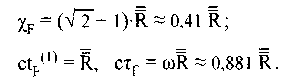 χ_F = (√2 − 1)·R̿ ≈ 0,41 R̿ ;
ct_F^(1) = R̿, cτ_f = ωR̿ ≈ 0,881 R̿ .